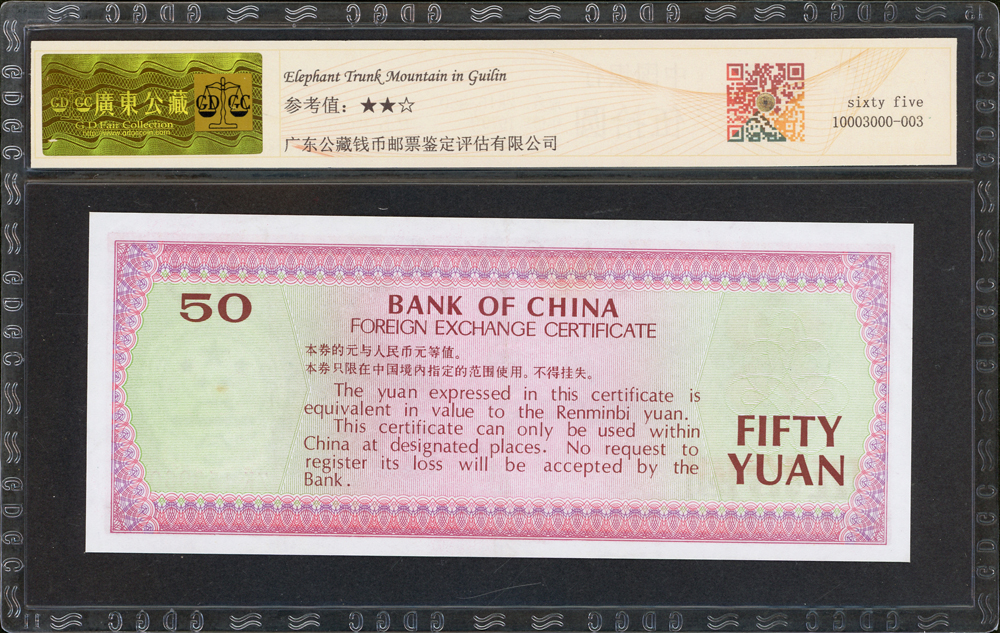 GDGC 廣東公藏 GDGC
G D Fair Collection
Elephant Trunk Mountain in Guilin
参考值：★★☆
广东公藏钱币邮票鉴定评估有限公司
sixty five
10003000-003
50
BANK OF CHINA
FOREIGN EXCHANGE CERTIFICATE
本券的元与人民币元等值。
本券只限在中国境内指定的范围使用。不得挂失。
The yuan expressed in this certificate is
equivalent in value to the Renminbi yuan.
This certificate can only be used within
China at designated places. No request to
register its loss will be accepted by the
Bank.
FIFTY
YUAN